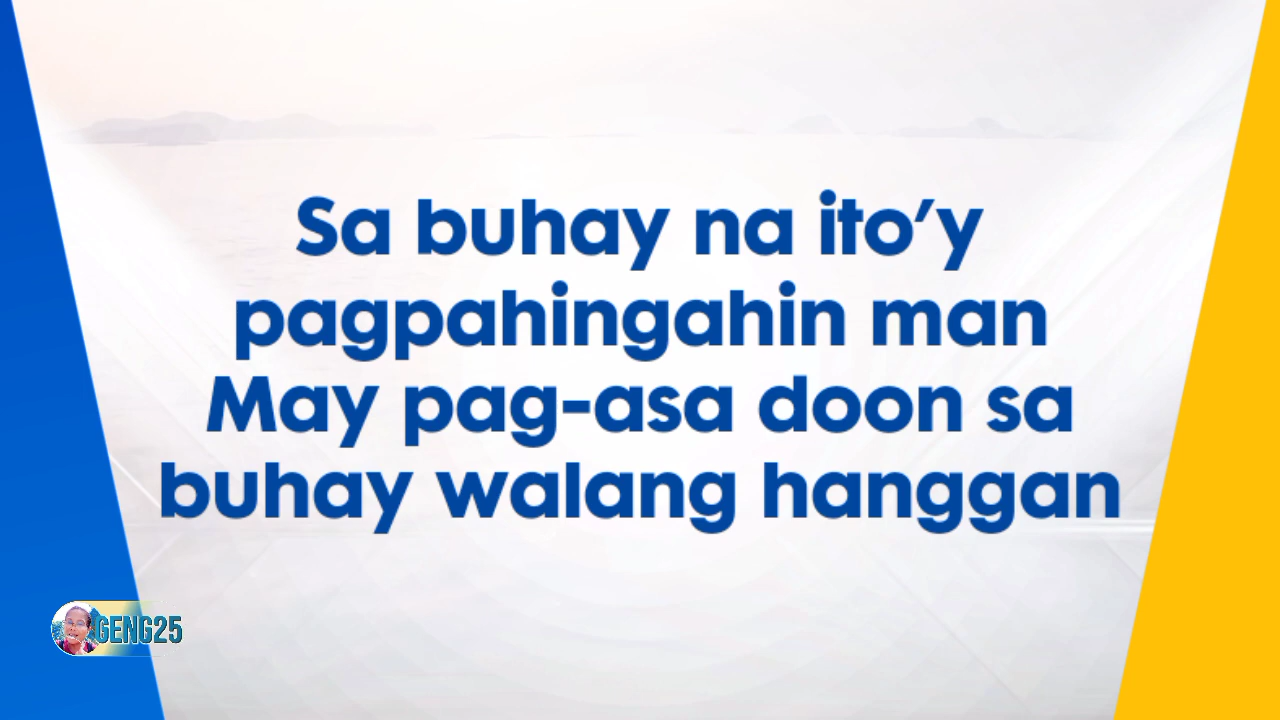 Sa buhay na ito’y
pagpahingahin man
May pag-asa doon sa
buhay walang hanggan
GENG25